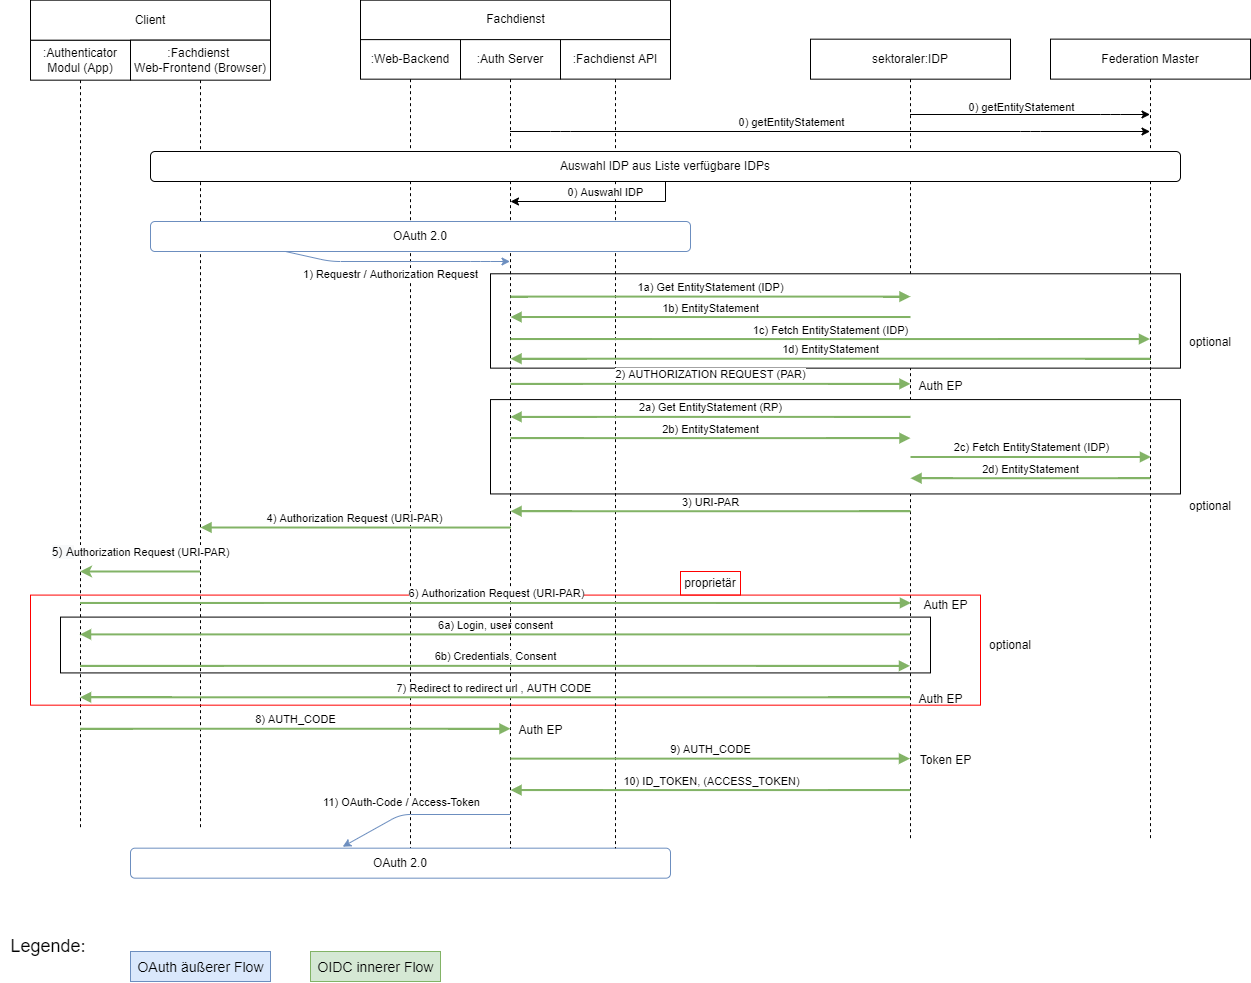 Client
Fachdienst
:Authenticator
Modul (App)
:Fachdienst
Web-Frontend (Browser)
:Web-Backend
:Auth Server
:Fachdienst API
sektoraler:IDP
Federation Master
0) getEntityStatement
0) getEntityStatement
Auswahl IDP aus Liste verfügbare IDPs
0) Auswahl IDP
OAuth 2.0
1) Requestr / Authorization Request
1a) Get EntityStatement (IDP)
1b) EntityStatement
1c) Fetch EntityStatement (IDP)
optional
1d) EntityStatement
2) AUTHORIZATION REQUEST (PAR)
Auth EP
2a) Get EntityStatement (RP)
2b) EntityStatement
2c) Fetch EntityStatement (IDP)
2d) EntityStatement
3) URI-PAR
optional
4) Authorization Request (URI-PAR)
5) Authorization Request (URI-PAR)
proprietär
6) Authorization Request (URI-PAR)
Auth EP
6a) Login, user consent
optional
6b) Credentials, Consent
7) Redirect to redirect url , AUTH CODE
Auth EP
8) AUTH_CODE
Auth EP
9) AUTH_CODE
Token EP
10) ID_TOKEN, (ACCESS_TOKEN)
11) OAuth-Code / Access-Token
OAuth 2.0
Legende:
OAuth äußerer Flow
OIDC innerer Flow